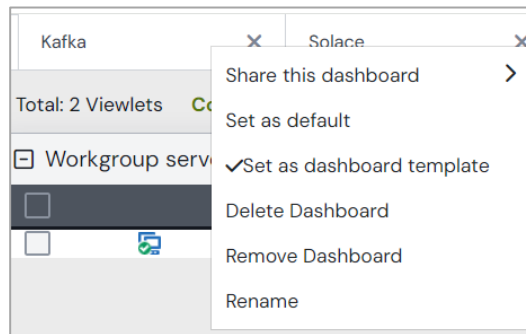 Kafka
Solace
Share this dashboard
Total: 2 Viewlets
Set as default
Workgroup
✓Set as dashboard template
Delete Dashboard
Remove Dashboard
Rename